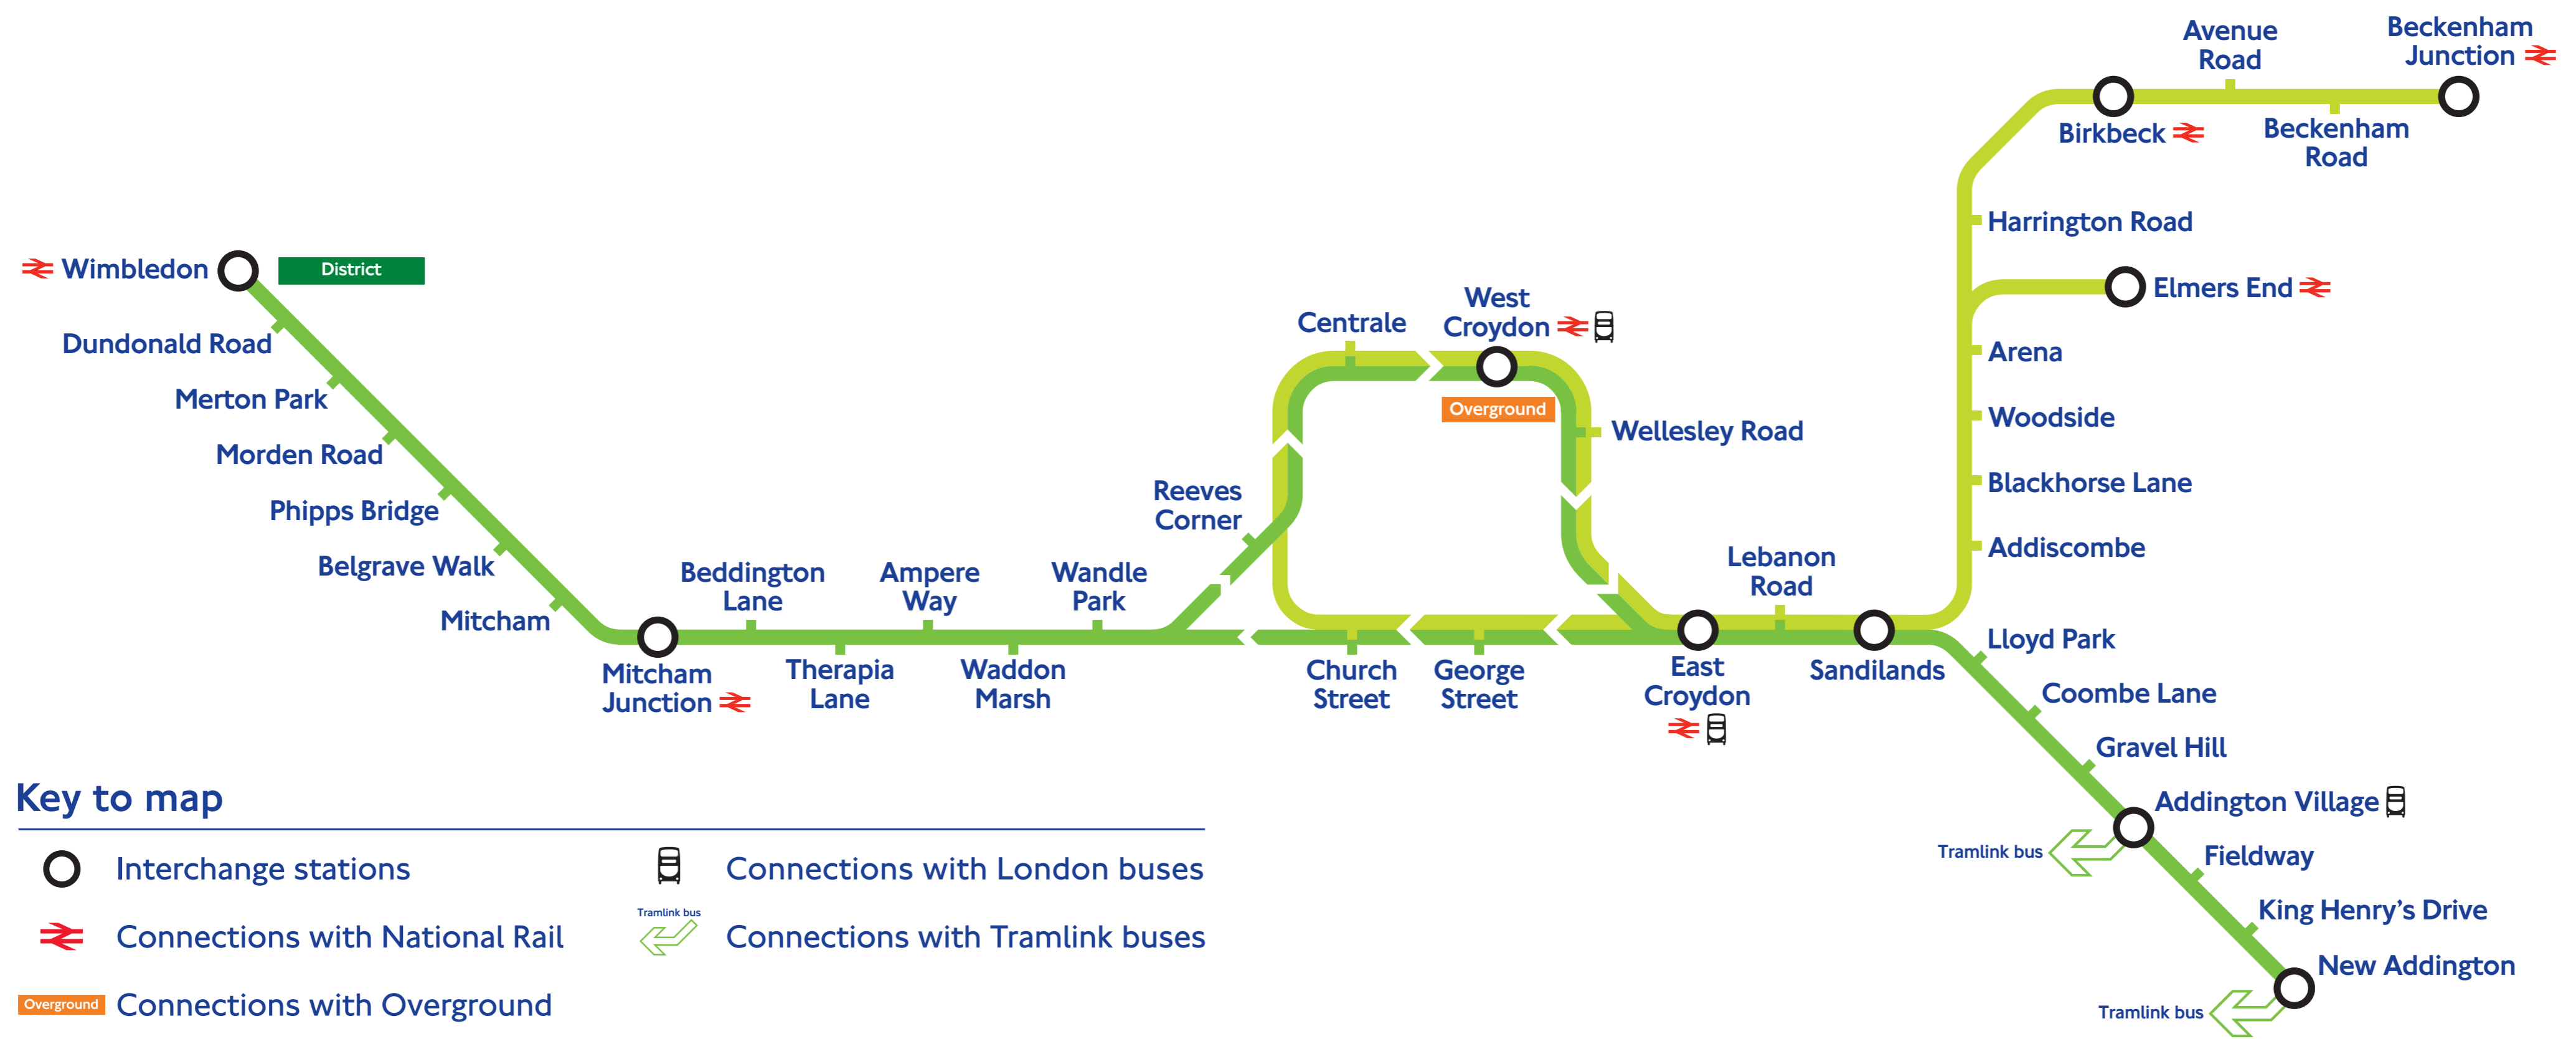 Wimbledon
District
Dundonald Road
Merton Park
Morden Road
Phipps Bridge
Belgrave Walk
Mitcham
Mitcham
Junction
Beddington
Lane
Therapia
Lane
Ampere
Way
Waddon
Marsh
Wandle
Park
Reeves
Corner
Centrale
West
Croydon
Overground
Wellesley Road
Church
Street
George
Street
East
Croydon
Lebanon
Road
Sandilands
Addiscombe
Blackhorse Lane
Woodside
Arena
Elmers End
Harrington Road
Birkbeck
Avenue
Road
Beckenham
Road
Beckenham
Junction
Lloyd Park
Coombe Lane
Gravel Hill
Addington Village
Tramlink bus
Fieldway
King Henry's Drive
New Addington
Tramlink bus
Key to map
Interchange stations
Connections with National Rail
Overground
Connections with Overground
Connections with London buses
Tramlink bus
Connections with Tramlink buses